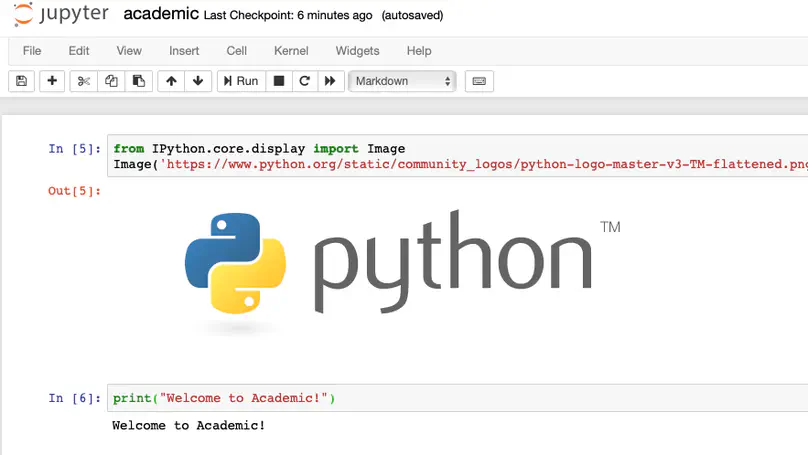 jupyter academic Last Checkpoint: 6 minutes ago (autosaved)
File Edit View Insert Cell Kernel Widgets Help
Run Markdown
In [5]: from IPython.core.display import Image
Image('https://www.python.org/static/community_logos/python-logo-master-v3-TM-flattened.png
Out[5]:
python TM
In [6]: print("Welcome to Academic!")
Welcome to Academic!